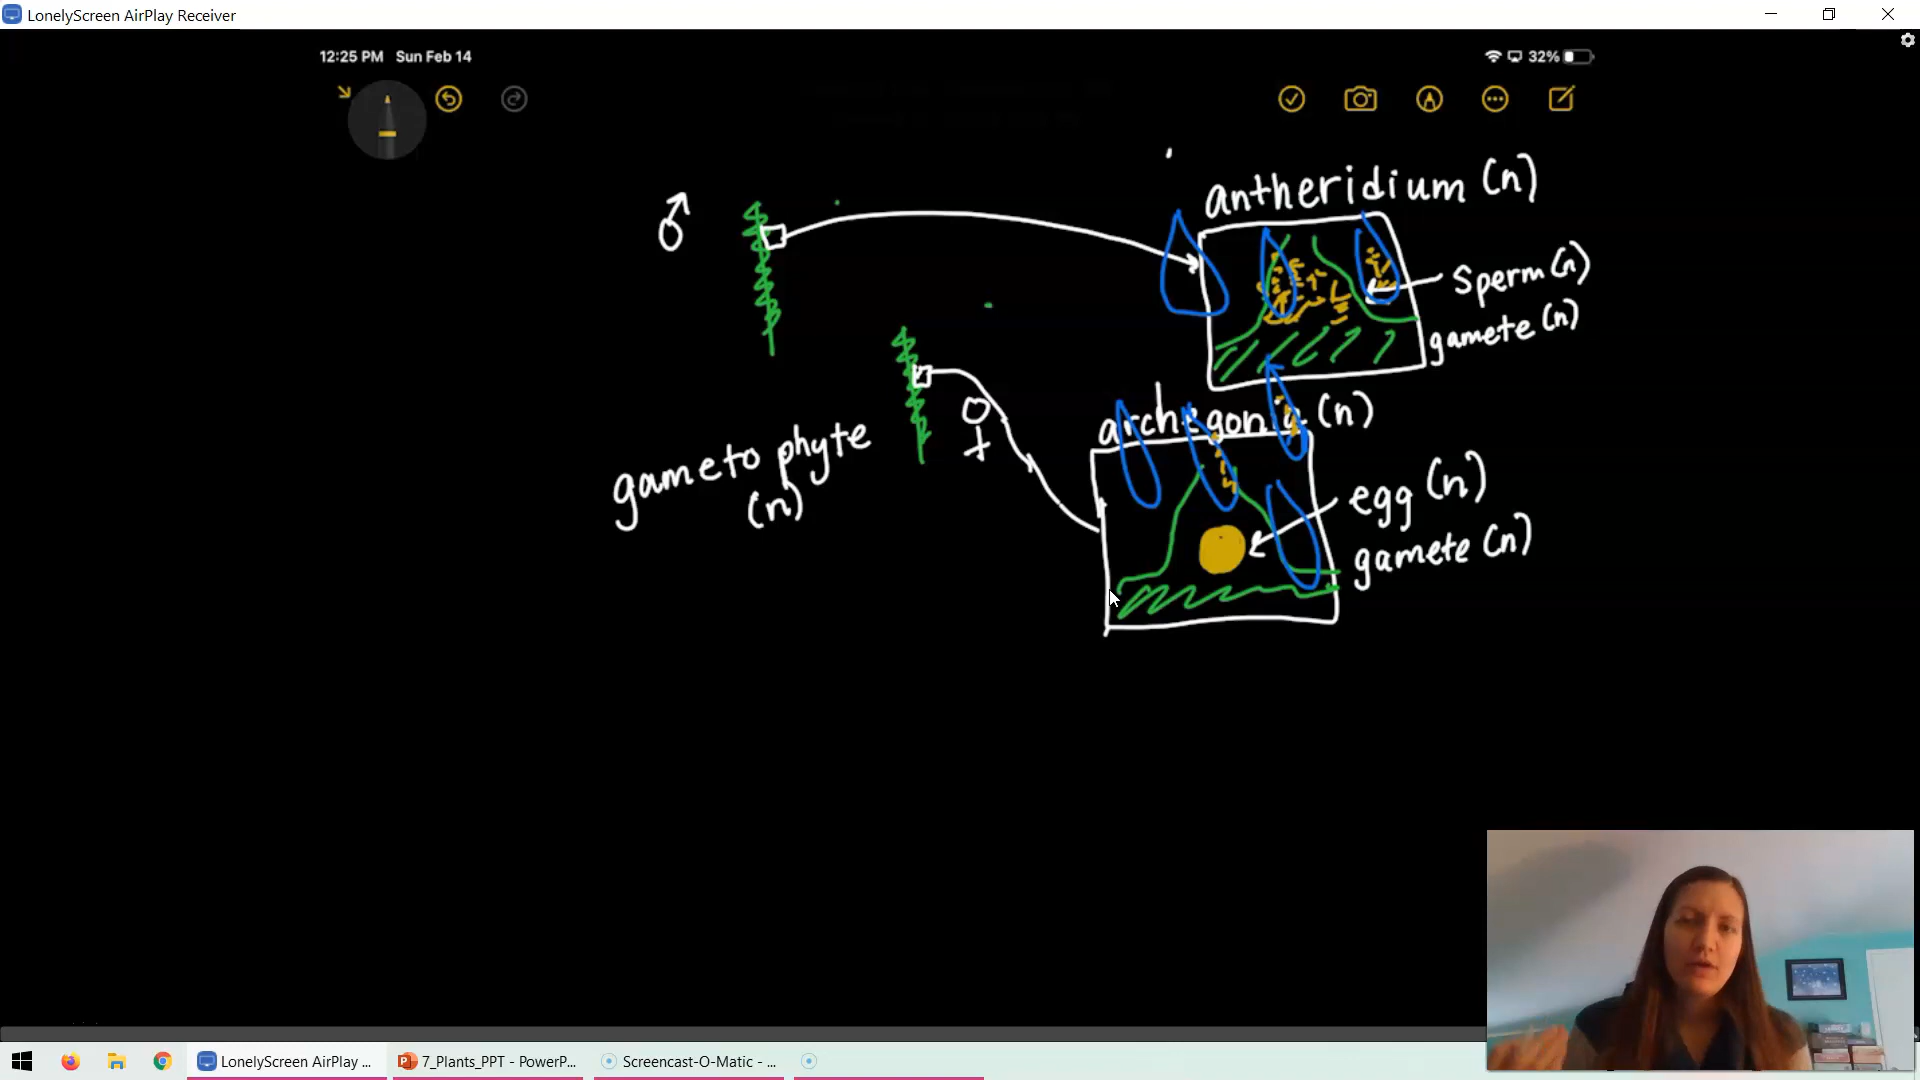 LonelyScreen AirPlay Receiver
12:25 PM Sun Feb 14
32%
antheridium (n)
sperm (n)
gamete (n)
archegonia (n)
gameto phyte
(n)
egg (n)
gamete (n)
LonelyScreen AirPlay ...
7_Plants_PPT - PowerP...
Screencast-O-Matic - ...